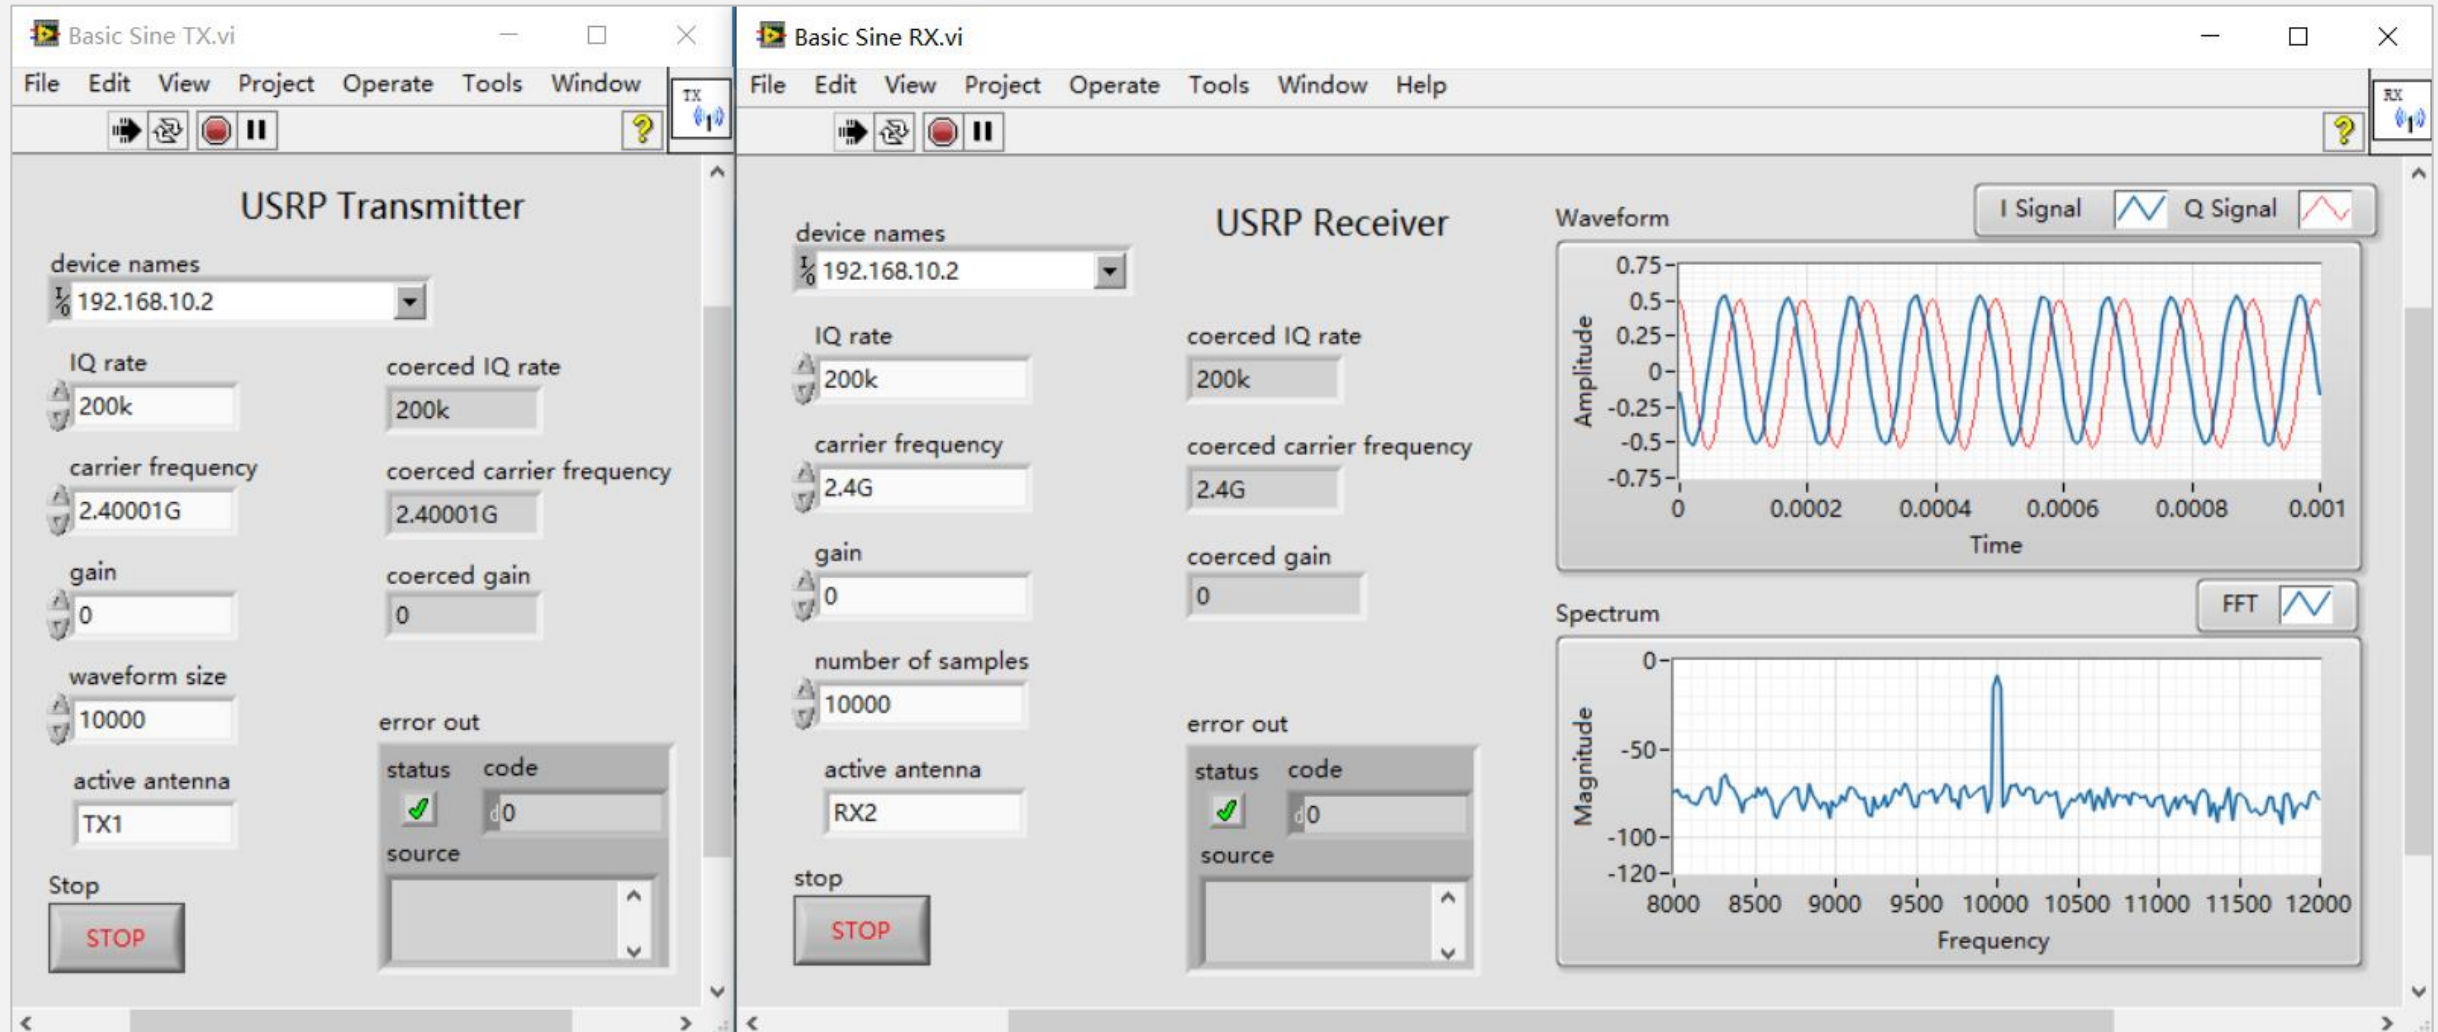 Basic Sine TX.vi
File Edit View Project Operate Tools Window
TX
USRP Transmitter
device names
192.168.10.2
IQ rate
200k
coerced IQ rate
200k
carrier frequency
2.40001G
coerced carrier frequency
2.40001G
gain
0
coerced gain
0
waveform size
10000
active antenna
TX1
error out
status code
d 0
source
Stop
STOP
Basic Sine RX.vi
File Edit View Project Operate Tools Window Help
RX
USRP Receiver
device names
192.168.10.2
IQ rate
200k
coerced IQ rate
200k
carrier frequency
2.4G
coerced carrier frequency
2.4G
gain
0
coerced gain
0
number of samples
10000
active antenna
RX2
error out
status code
d 0
source
stop
STOP
Waveform
I Signal Q Signal
Amplitude
0.75
0.5
0.25
0
-0.25
-0.5
-0.75
0 0.0002 0.0004 0.0006 0.0008 0.001
Time
Spectrum
FFT
Magnitude
0
-50
-100
-120
8000 8500 9000 9500 10000 10500 11000 11500 12000
Frequency